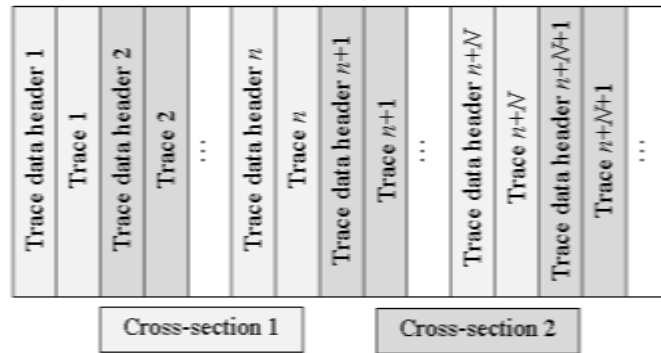 Trace data header 1
Trace 1
Trace data header 2
Trace 2
...
Trace data header n
Trace n
Trace data header n+1
Trace n+1
...
Trace data header n+N
Trace n+N
Trace data header n+N+1
Trace n+N+1
...
Cross-section 1
Cross-section 2